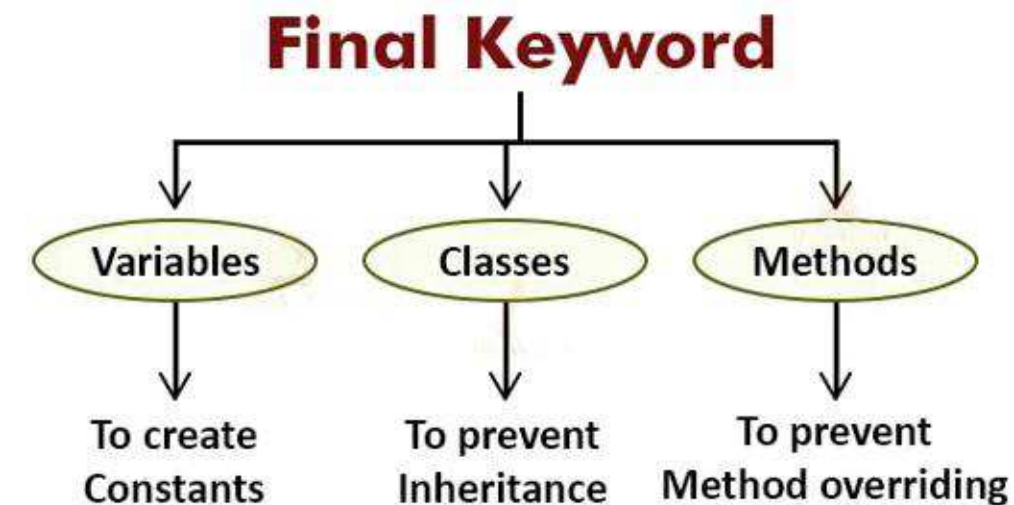 Final Keyword
Variables
Classes
Methods
To create
Constants
To prevent
Inheritance
To prevent
Method overriding